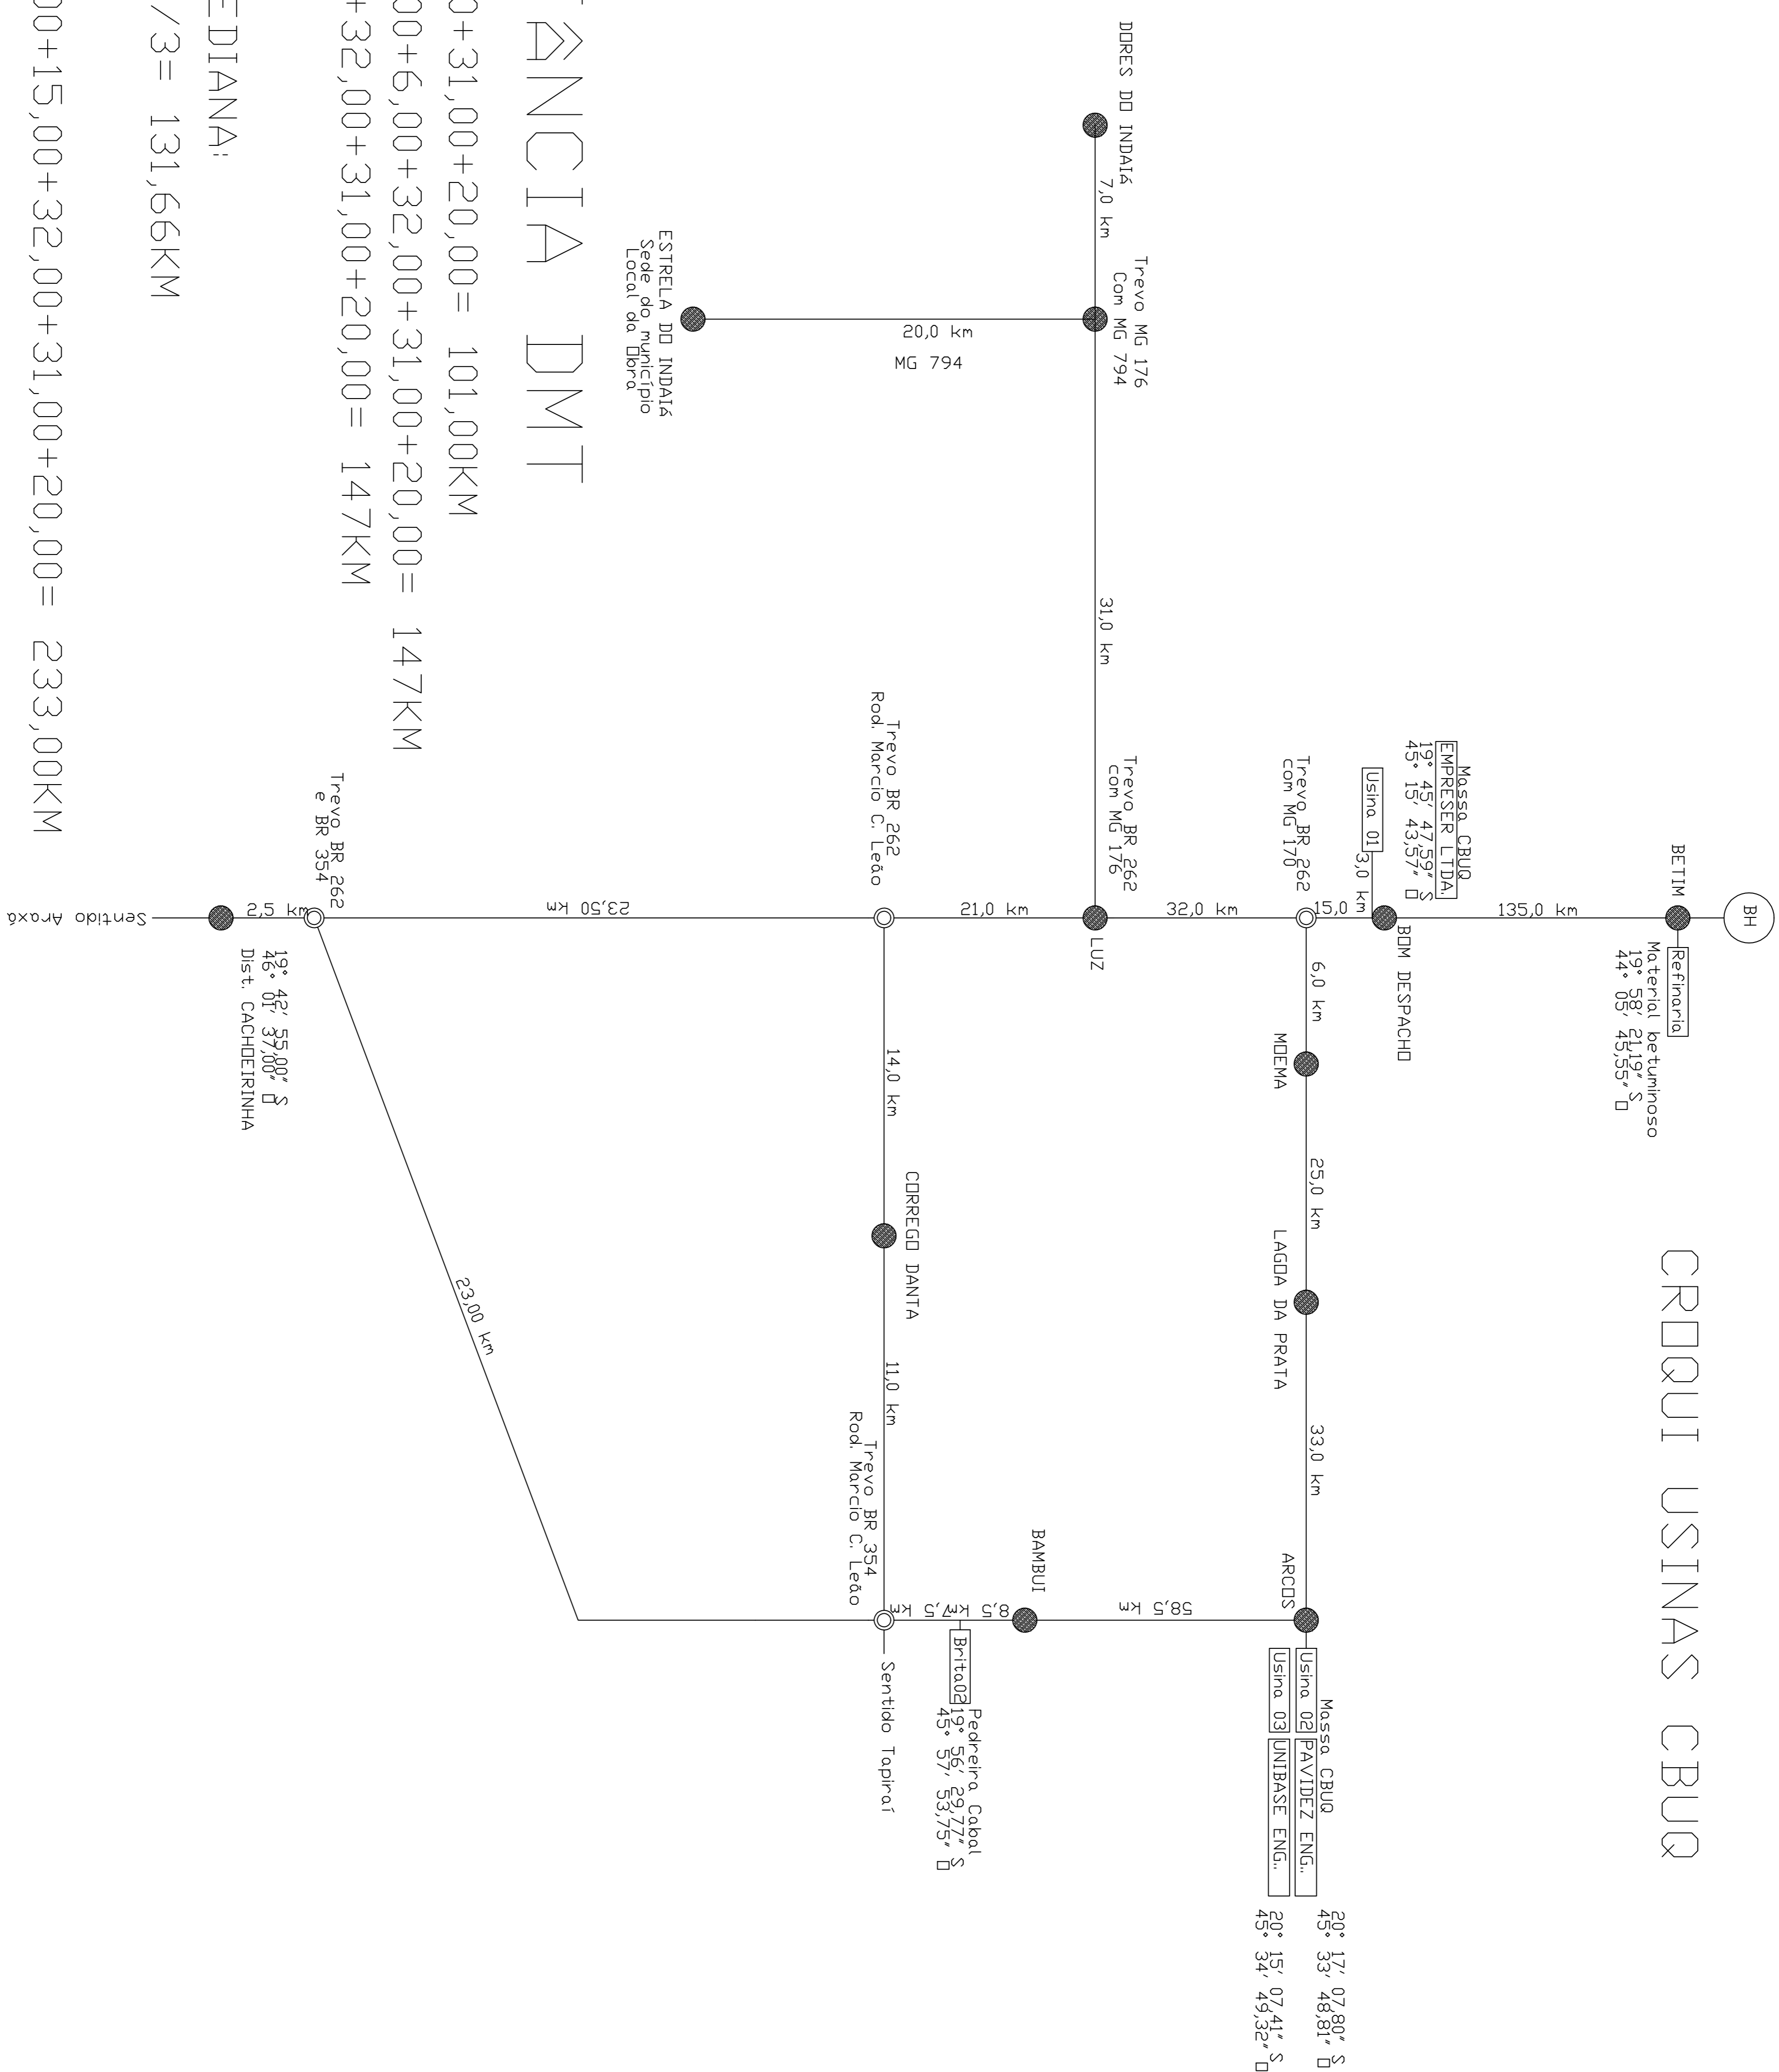 CROQUI USINAS CBUQ
BH
BETIM
Refinaria
Material betuminoso
19° 58' 21,19" S
44° 05' 45,55" O
135,0 km
Massa CBUQ
EMPRESER LTDA.
19° 45' 47,59" S
45° 15' 43,57" O
BOM DESPACHO
Usina 01
3,0 km
15,0 km
Trevo BR 262
com MG 170
6,0 km
MOEMA
25,0 km
LAGOA DA PRATA
33,0 km
ARCOS
Massa CBUQ
Usina 02
PAVIDEZ ENG..
20° 17' 07,80" S
45° 33' 48,81" O
Usina 03
UNIBASE ENG..
20° 15' 07,41" S
45° 34' 49,32" O
32,0 km
58,5 km
DORES DO INDAIÁ
7,0 km
Trevo MG 176
Com MG 794
31,0 km
Trevo BR 262
com MG 176
LUZ
20,0 km
MG 794
ESTRELA DO INDAIÁ
Sede do município
Local da Obra
21,0 km
BAMBUI
8,5 km
Brita02
Pedreira Cabal
19° 56' 29,77" S
45° 57' 53,75" O
7,5 km
Trevo BR 262
Rod. Marcio C. Leão
14,0 km
CORREGO DANTA
11,0 km
Trevo BR 354
Rod. Marcio C. Leão
Sentido Tapiraí
23,50 km
23,00 km
Trevo BR 262
e BR 354
2,5 km
19° 42' 55,00" S
46° 01' 37,00" O
Dist. CACHOEIRINHA
Sentido Araxá
TÂNCIA DMT
0+31,00+20,00= 101,00KM
00+6,00+32,00+31,00+20,00= 147KM
+32,00+31,00+20,00= 147KM
EDIANA:
/3= 131,66KM
00+15,00+32,00+31,00+20,00= 233,00KM